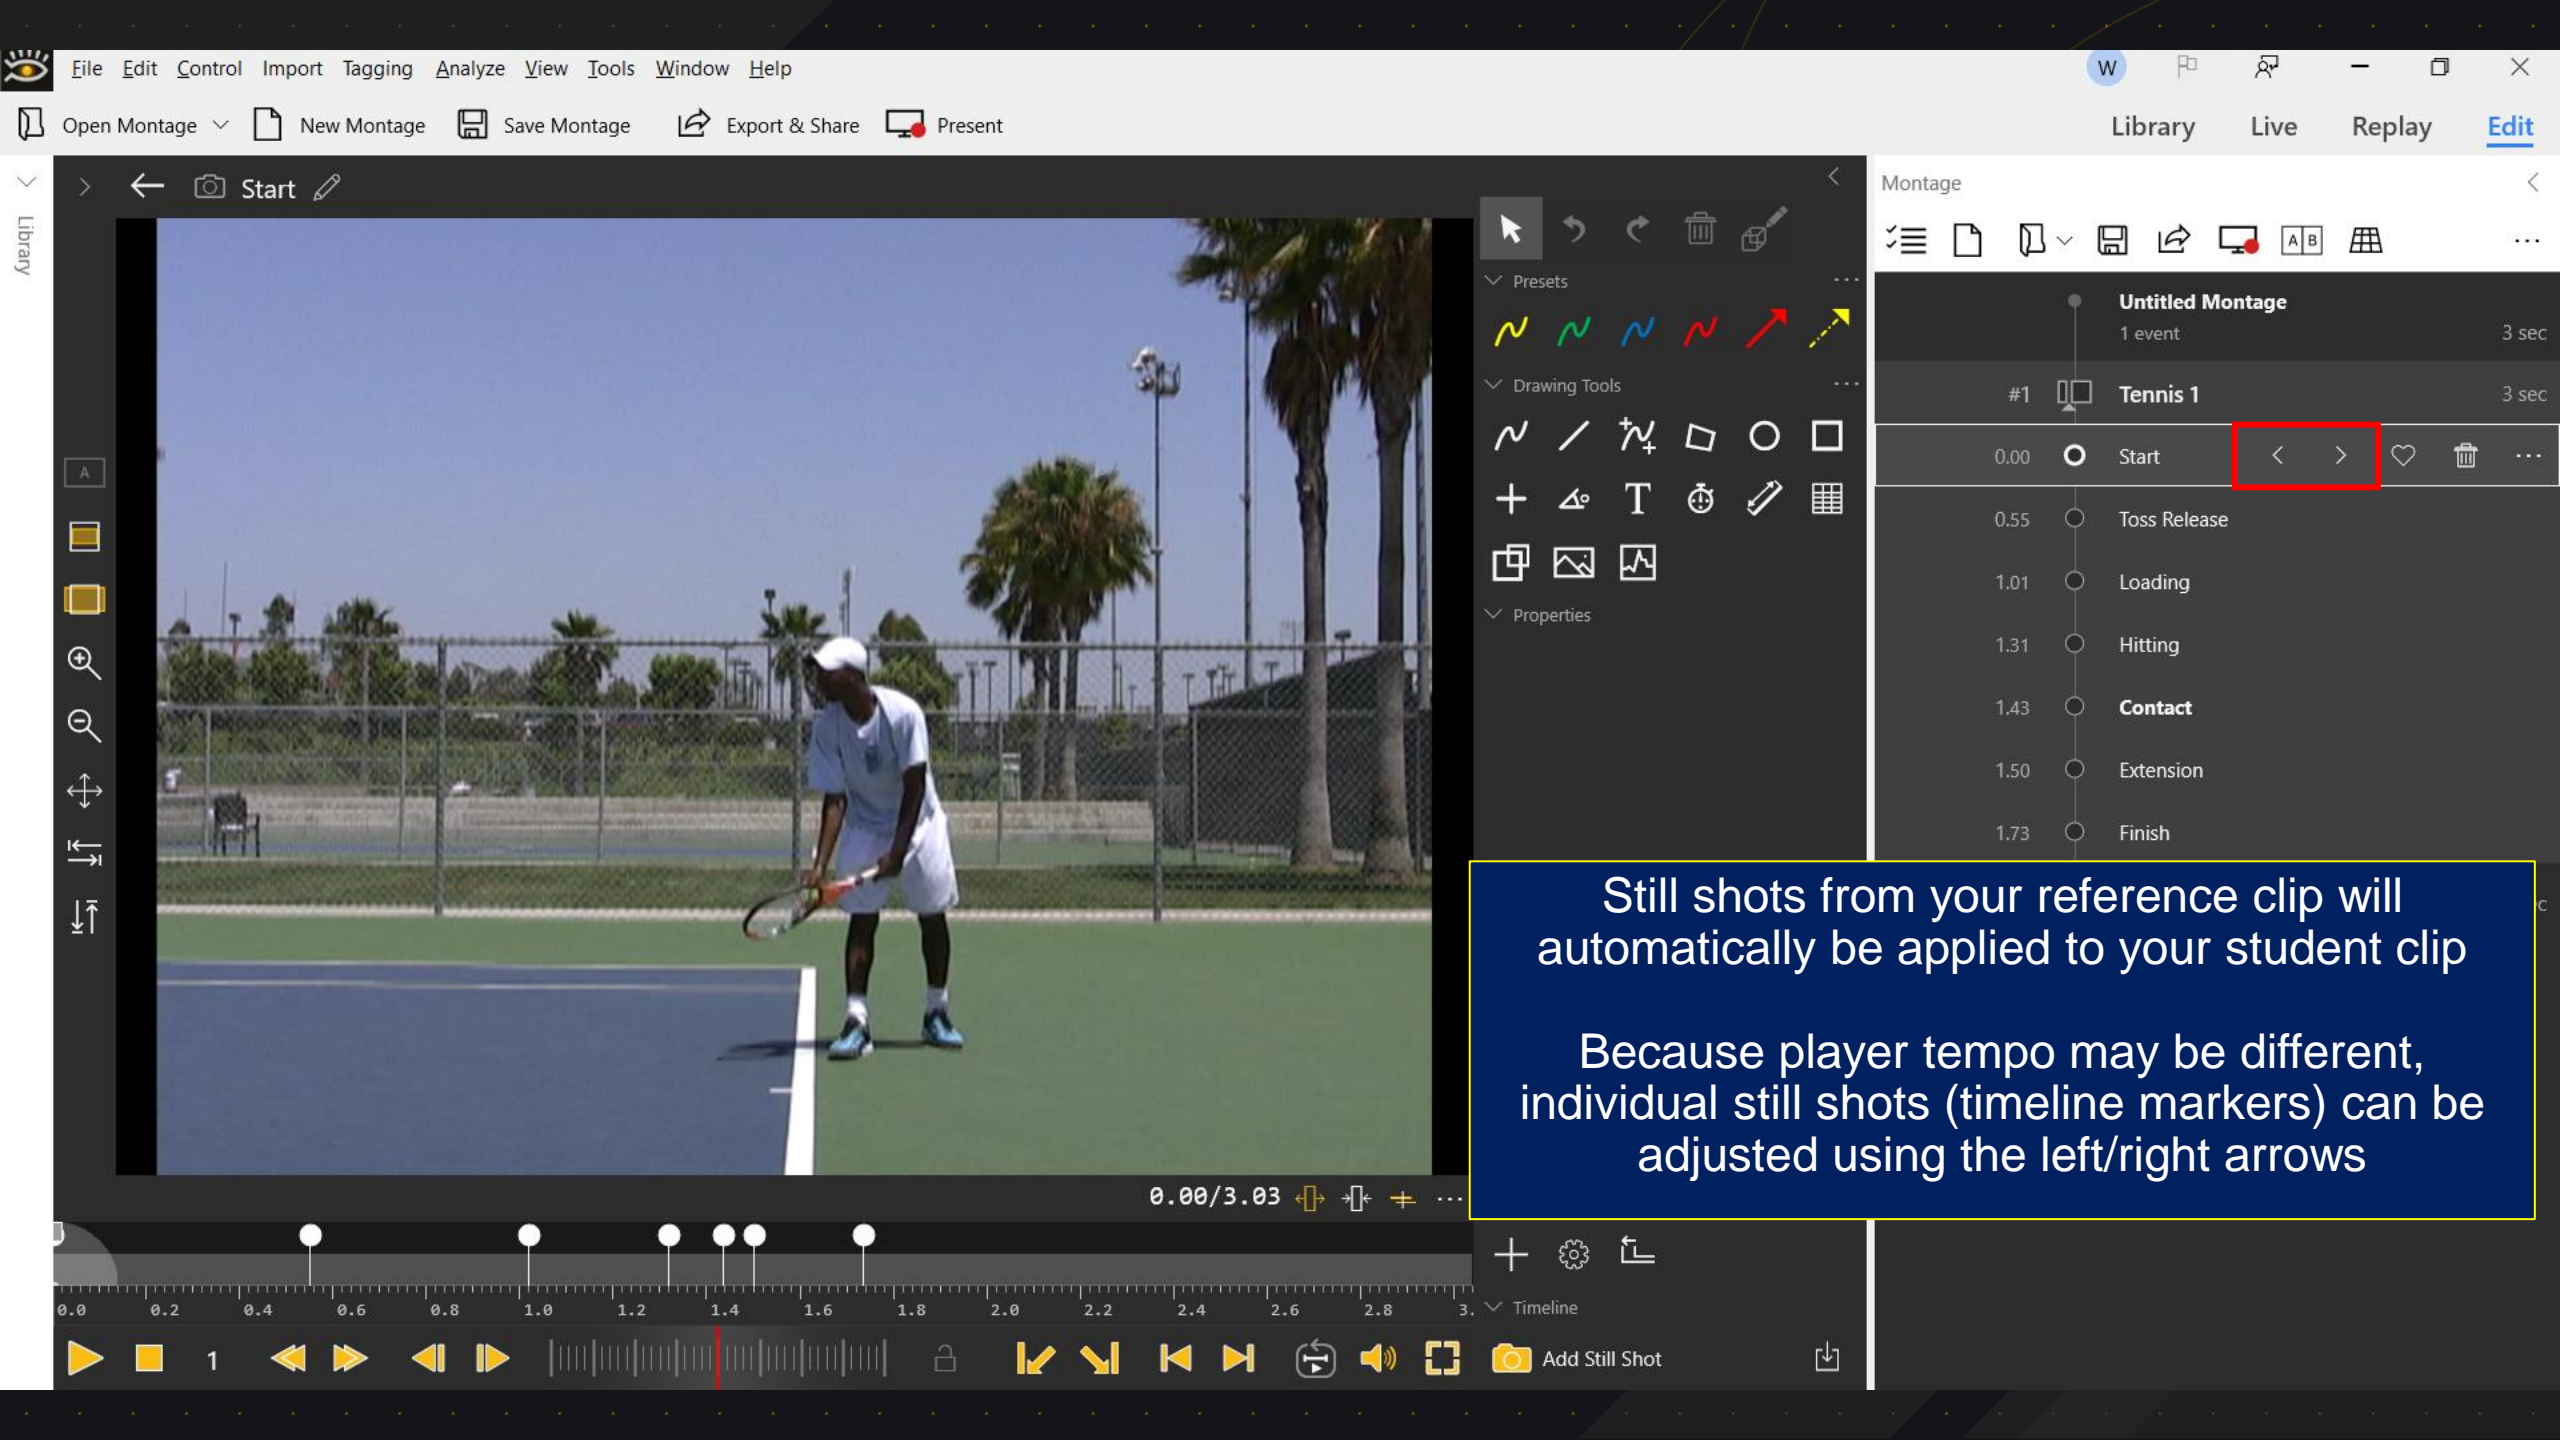 File Edit Control Import Tagging Analyze View Tools Window Help
W
Open Montage New Montage Save Montage Export & Share Present
Library Live Replay Edit
Library
Start
Montage
A B
Presets
Untitled Montage
1 event 3 sec
Drawing Tools
#1 Tennis 1 3 sec
0.00 Start
A
T
0.55 Toss Release
1.01 Loading
Properties
1.31 Hitting
1.43 Contact
1.50 Extension
1.73 Finish
Still shots from your reference clip will
automatically be applied to your student clip
Because player tempo may be different,
individual still shots (timeline markers) can be
adjusted using the left/right arrows
0.00/3.03
0.0 0.2 0.4 0.6 0.8 1.0 1.2 1.4 1.6 1.8 2.0 2.2 2.4 2.6 2.8 3.
Timeline
1
Add Still Shot